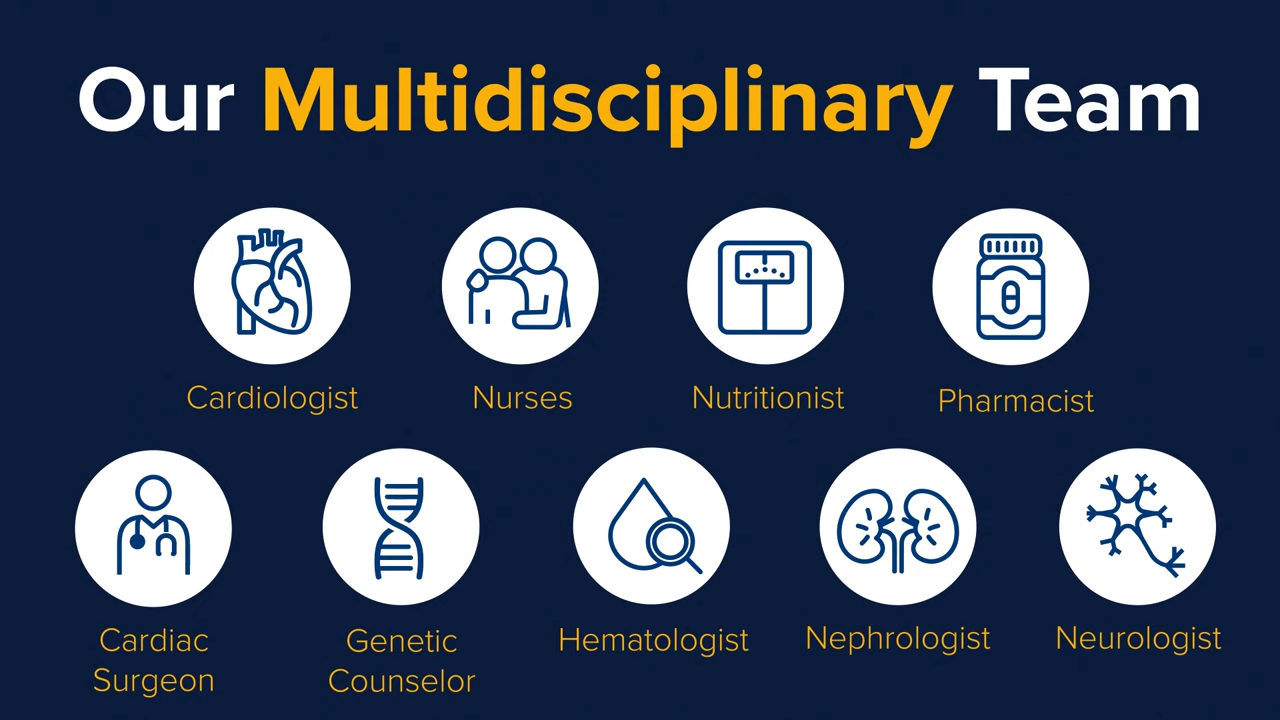 Our Multidisciplinary Team
Cardiologist
Nurses
Nutritionist
Pharmacist
Cardiac
Surgeon
Genetic
Counselor
Hematologist
Nephrologist
Neurologist